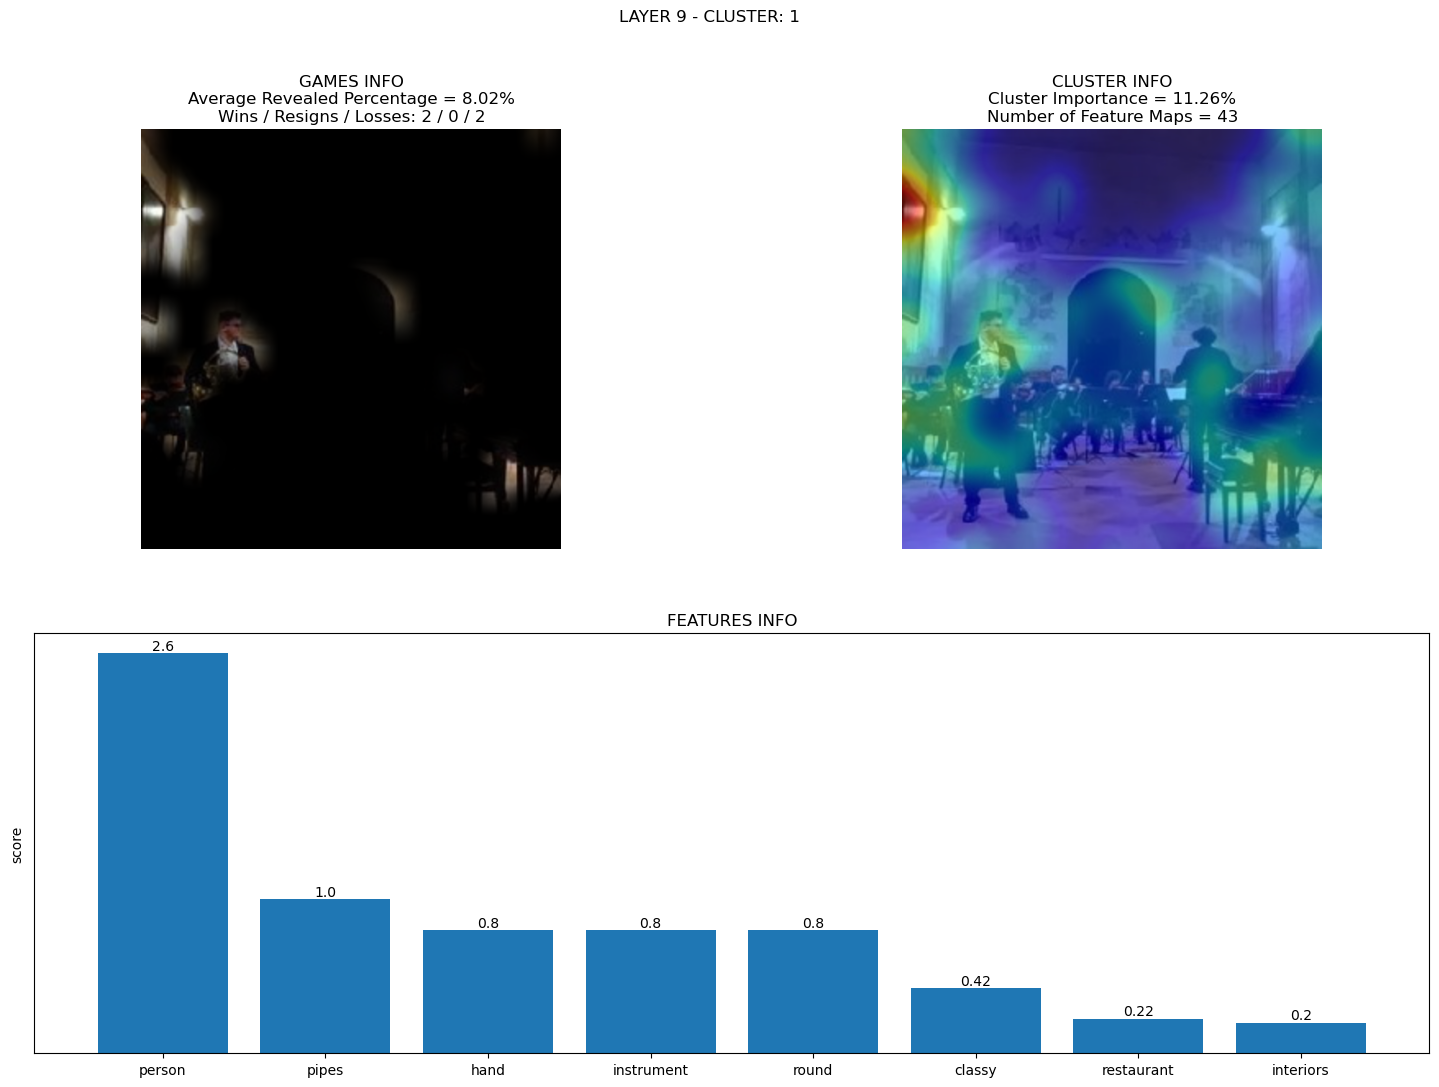 LAYER 9 - CLUSTER: 1
GAMES INFO
Average Revealed Percentage = 8.02%
Wins / Resigns / Losses: 2 / 0 / 2
CLUSTER INFO
Cluster Importance = 11.26%
Number of Feature Maps = 43
FEATURES INFO
score
2.6
1.0
0.8
0.8
0.8
0.42
0.22
0.2
person
pipes
hand
instrument
round
classy
restaurant
interiors